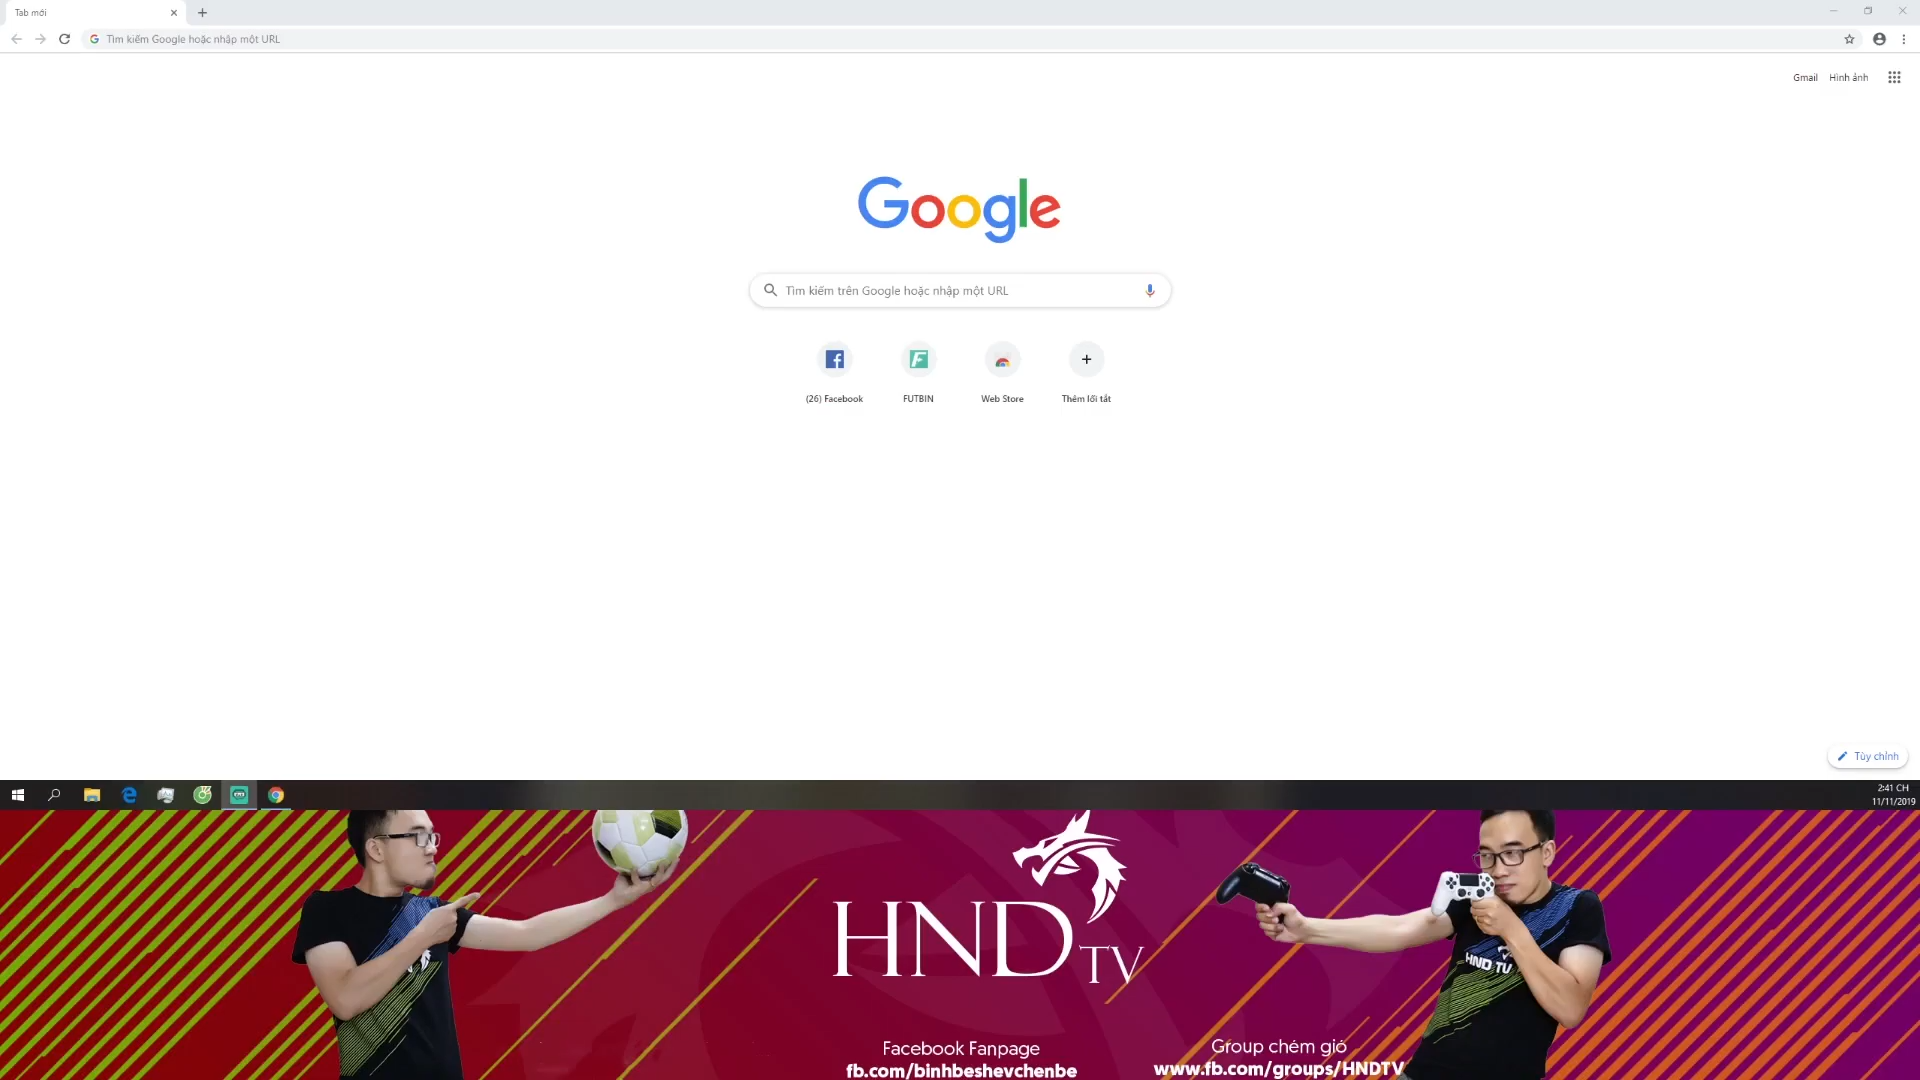 Tab mới
Tìm kiếm Google hoặc nhập một URL
Gmail Hình ảnh
Google
Tìm kiếm trên Google hoặc nhập một URL
(26) Facebook FUTBIN Web Store Thêm lối tắt
Tùy chỉnh
2:41 CH
11/11/2019
HND TV
HND TV
Facebook Fanpage
fb.com/binhbeshevchenbe
Group chém gió
www.fb.com/groups/HNDTV